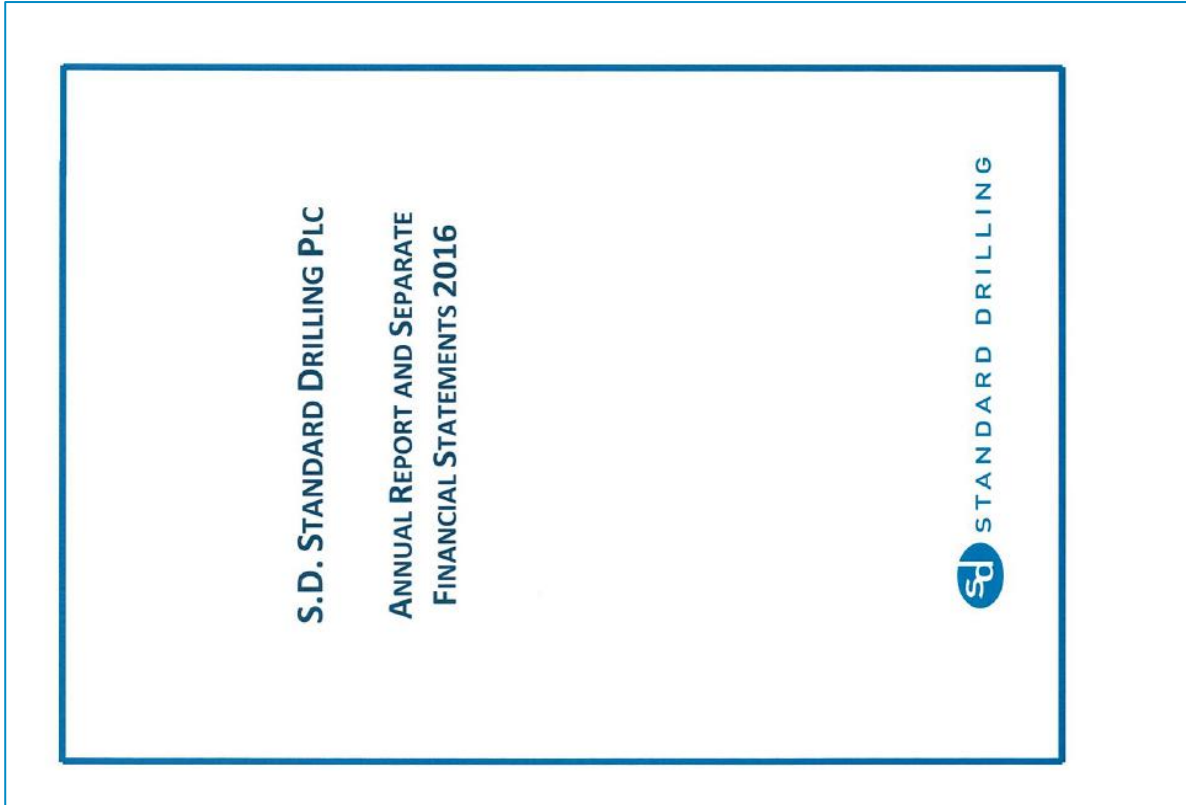 S.D. STANDARD DRILLING PLC
ANNUAL REPORT AND SEPARATE
FINANCIAL STATEMENTS 2016
sd STANDARD DRILLING